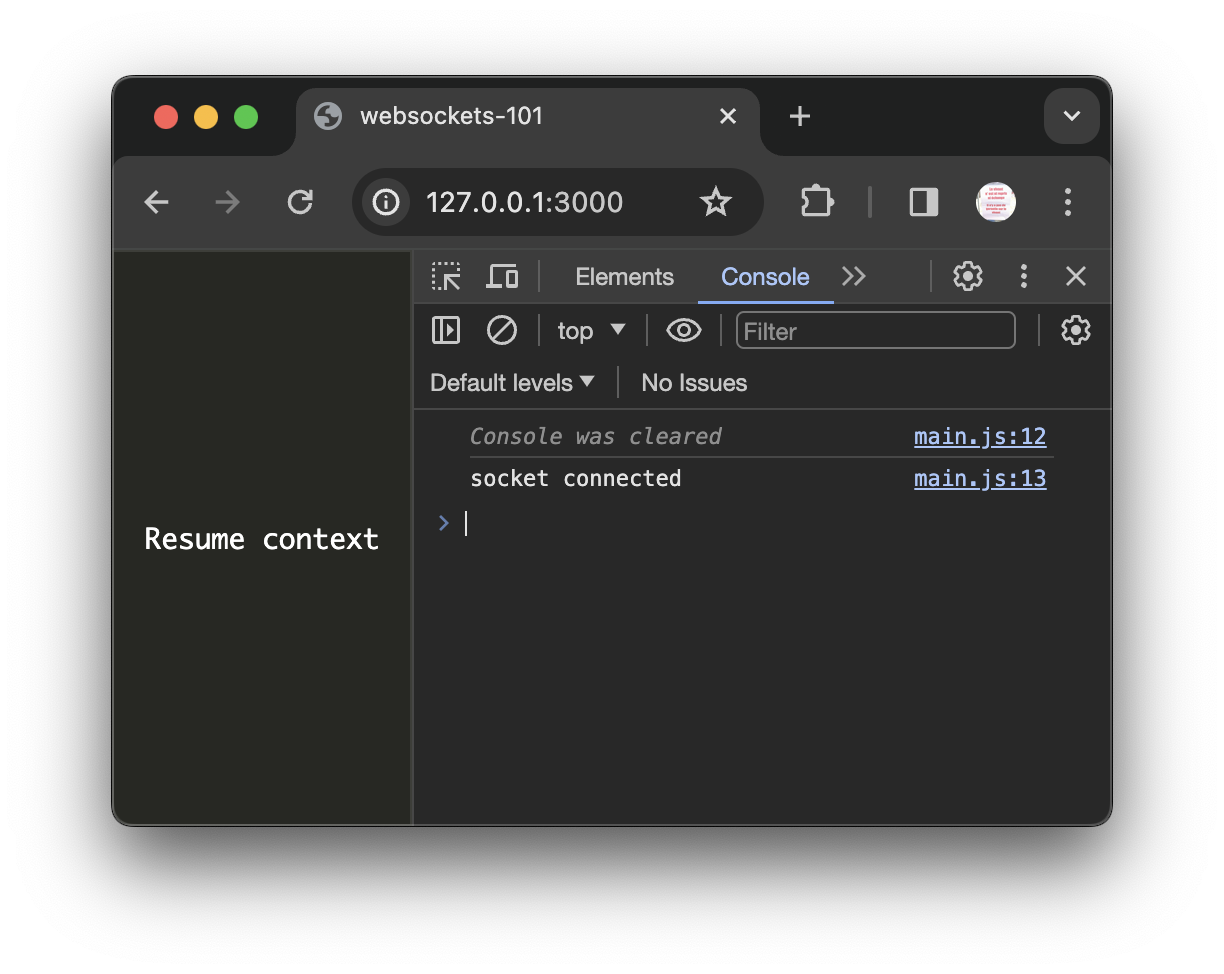 websockets-101
127.0.0.1:3000
Elements Console
top Filter
Default levels No Issues
Console was cleared main.js:12
socket connected main.js:13
Resume context